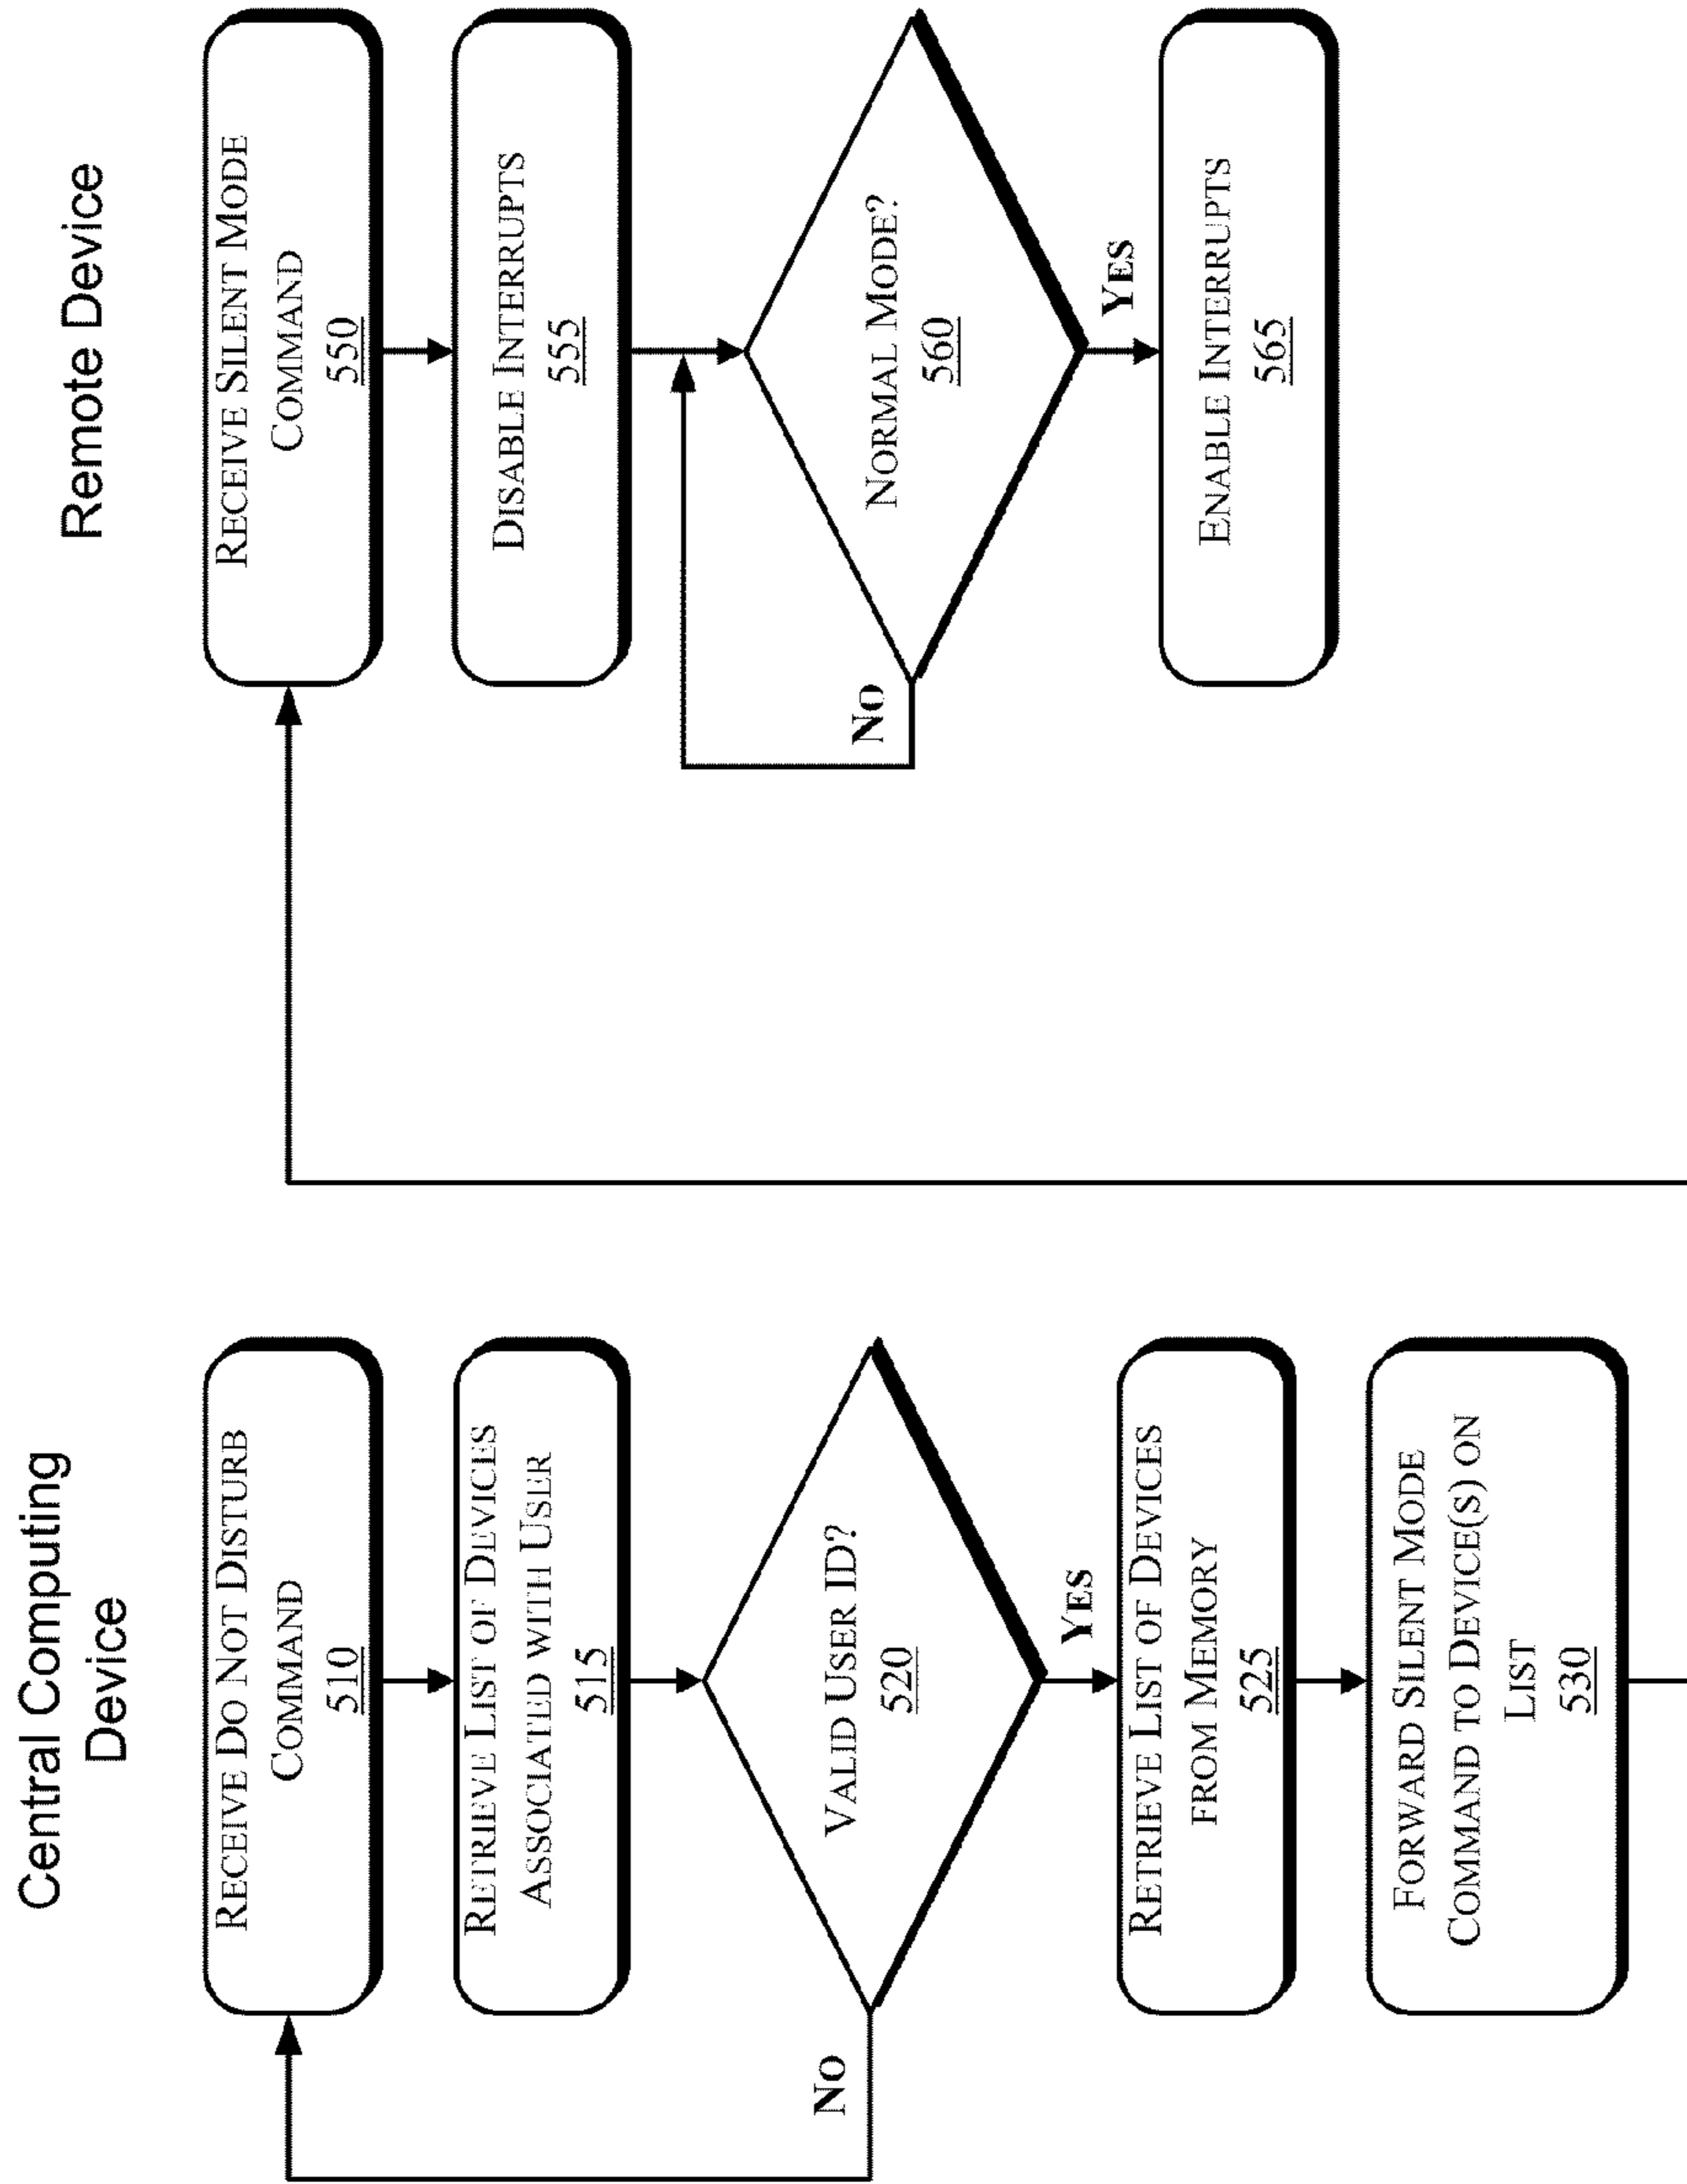 Central Computing
Device
RECEIVE DO NOT DISTURB
COMMAND
510
RETRIEVE LIST OF DEVICES
ASSOCIATED WITH USER
515
VALID USER ID?
520
NO
YES
RETRIEVE LIST OF DEVICES
FROM MEMORY
525
FORWARD SILENT MODE
COMMAND TO DEVICE(S) ON
LIST
530
Remote Device
RECEIVE SILENT MODE
COMMAND
550
DISABLE INTERRUPTS
555
NORMAL MODE?
560
NO
YES
ENABLE INTERRUPTS
565